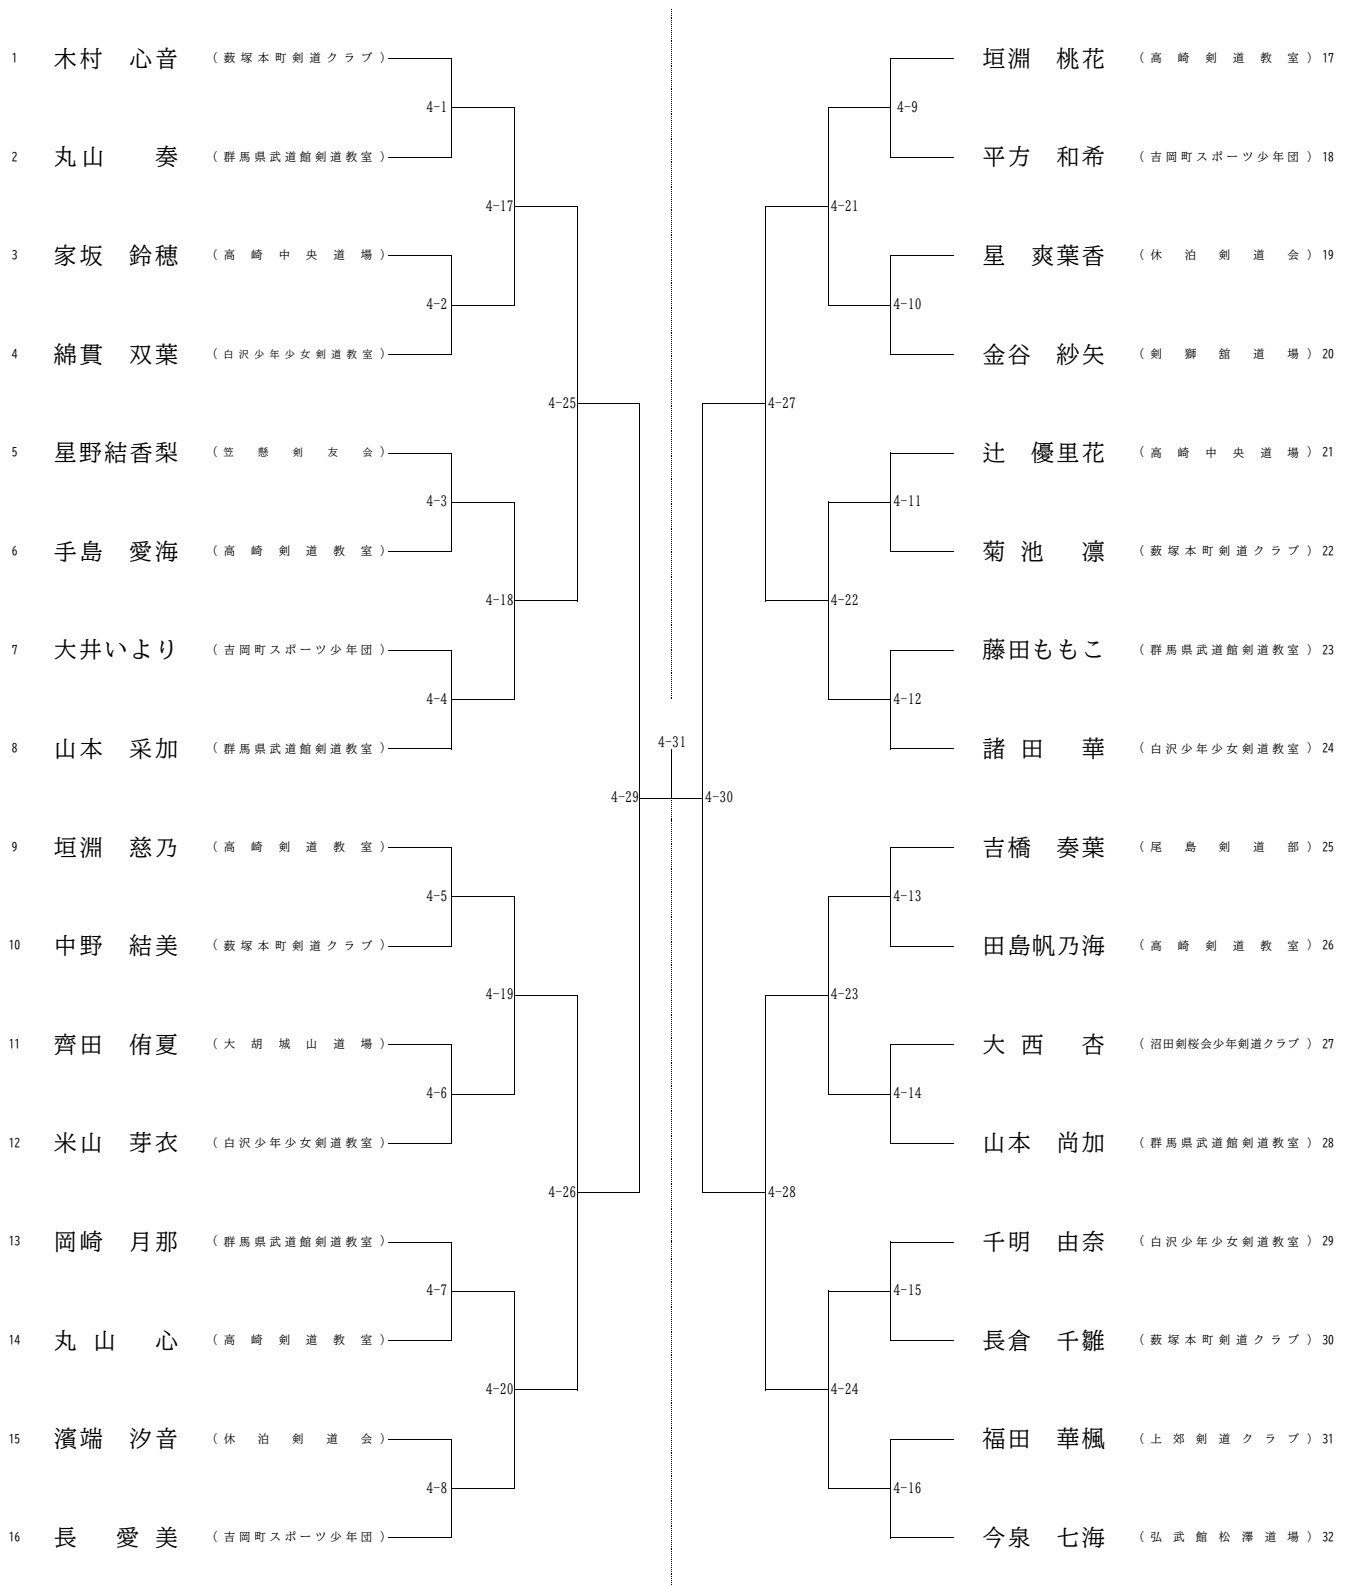 1 木村 心音 (藪塚本町剣道クラブ)
4-1
2 丸山 奏 (群馬県武道館剣道教室)
4-17
3 家坂 鈴穂 (高崎中央道場)
4-2
4 綿貫 双葉 (白沢少年少女剣道教室)
4-25
5 星野結香梨 (笠懸剣友会)
4-3
6 手島 愛海 (高崎剣道教室)
4-18
7 大井いより (吉岡町スポーツ少年団)
4-4
8 山本 采加 (群馬県武道館剣道教室)
4-29
9 垣淵 慈乃 (高崎剣道教室)
4-5
10 中野 結美 (藪塚本町剣道クラブ)
4-19
11 齊田 侑夏 (大胡城山道場)
4-6
12 米山 芽衣 (白沢少年少女剣道教室)
4-26
13 岡崎 月那 (群馬県武道館剣道教室)
4-7
14 丸山 心 (高崎剣道教室)
4-20
15 濱端 汐音 (休泊剣道会)
4-8
16 長 愛美 (吉岡町スポーツ少年団)
4-31
垣淵 桃花 (高崎剣道教室) 17
4-9
平方 和希 (吉岡町スポーツ少年団) 18
4-21
星 爽葉香 (休泊剣道会) 19
4-10
金谷 紗矢 (剣獅舘道場) 20
4-27
辻 優里花 (高崎中央道場) 21
4-11
菊池 凛 (藪塚本町剣道クラブ) 22
4-22
藤田ももこ (群馬県武道館剣道教室) 23
4-12
諸田 華 (白沢少年少女剣道教室) 24
4-30
吉橋 奏葉 (尾島剣道部) 25
4-13
田島帆乃海 (高崎剣道教室) 26
4-23
大西 杏 (沼田剣桜会少年剣道クラブ) 27
4-14
山本 尚加 (群馬県武道館剣道教室) 28
4-28
千明 由奈 (白沢少年少女剣道教室) 29
4-15
長倉 千雛 (藪塚本町剣道クラブ) 30
4-24
福田 華楓 (上郊剣道クラブ) 31
4-16
今泉 七海 (弘武館松澤道場) 32